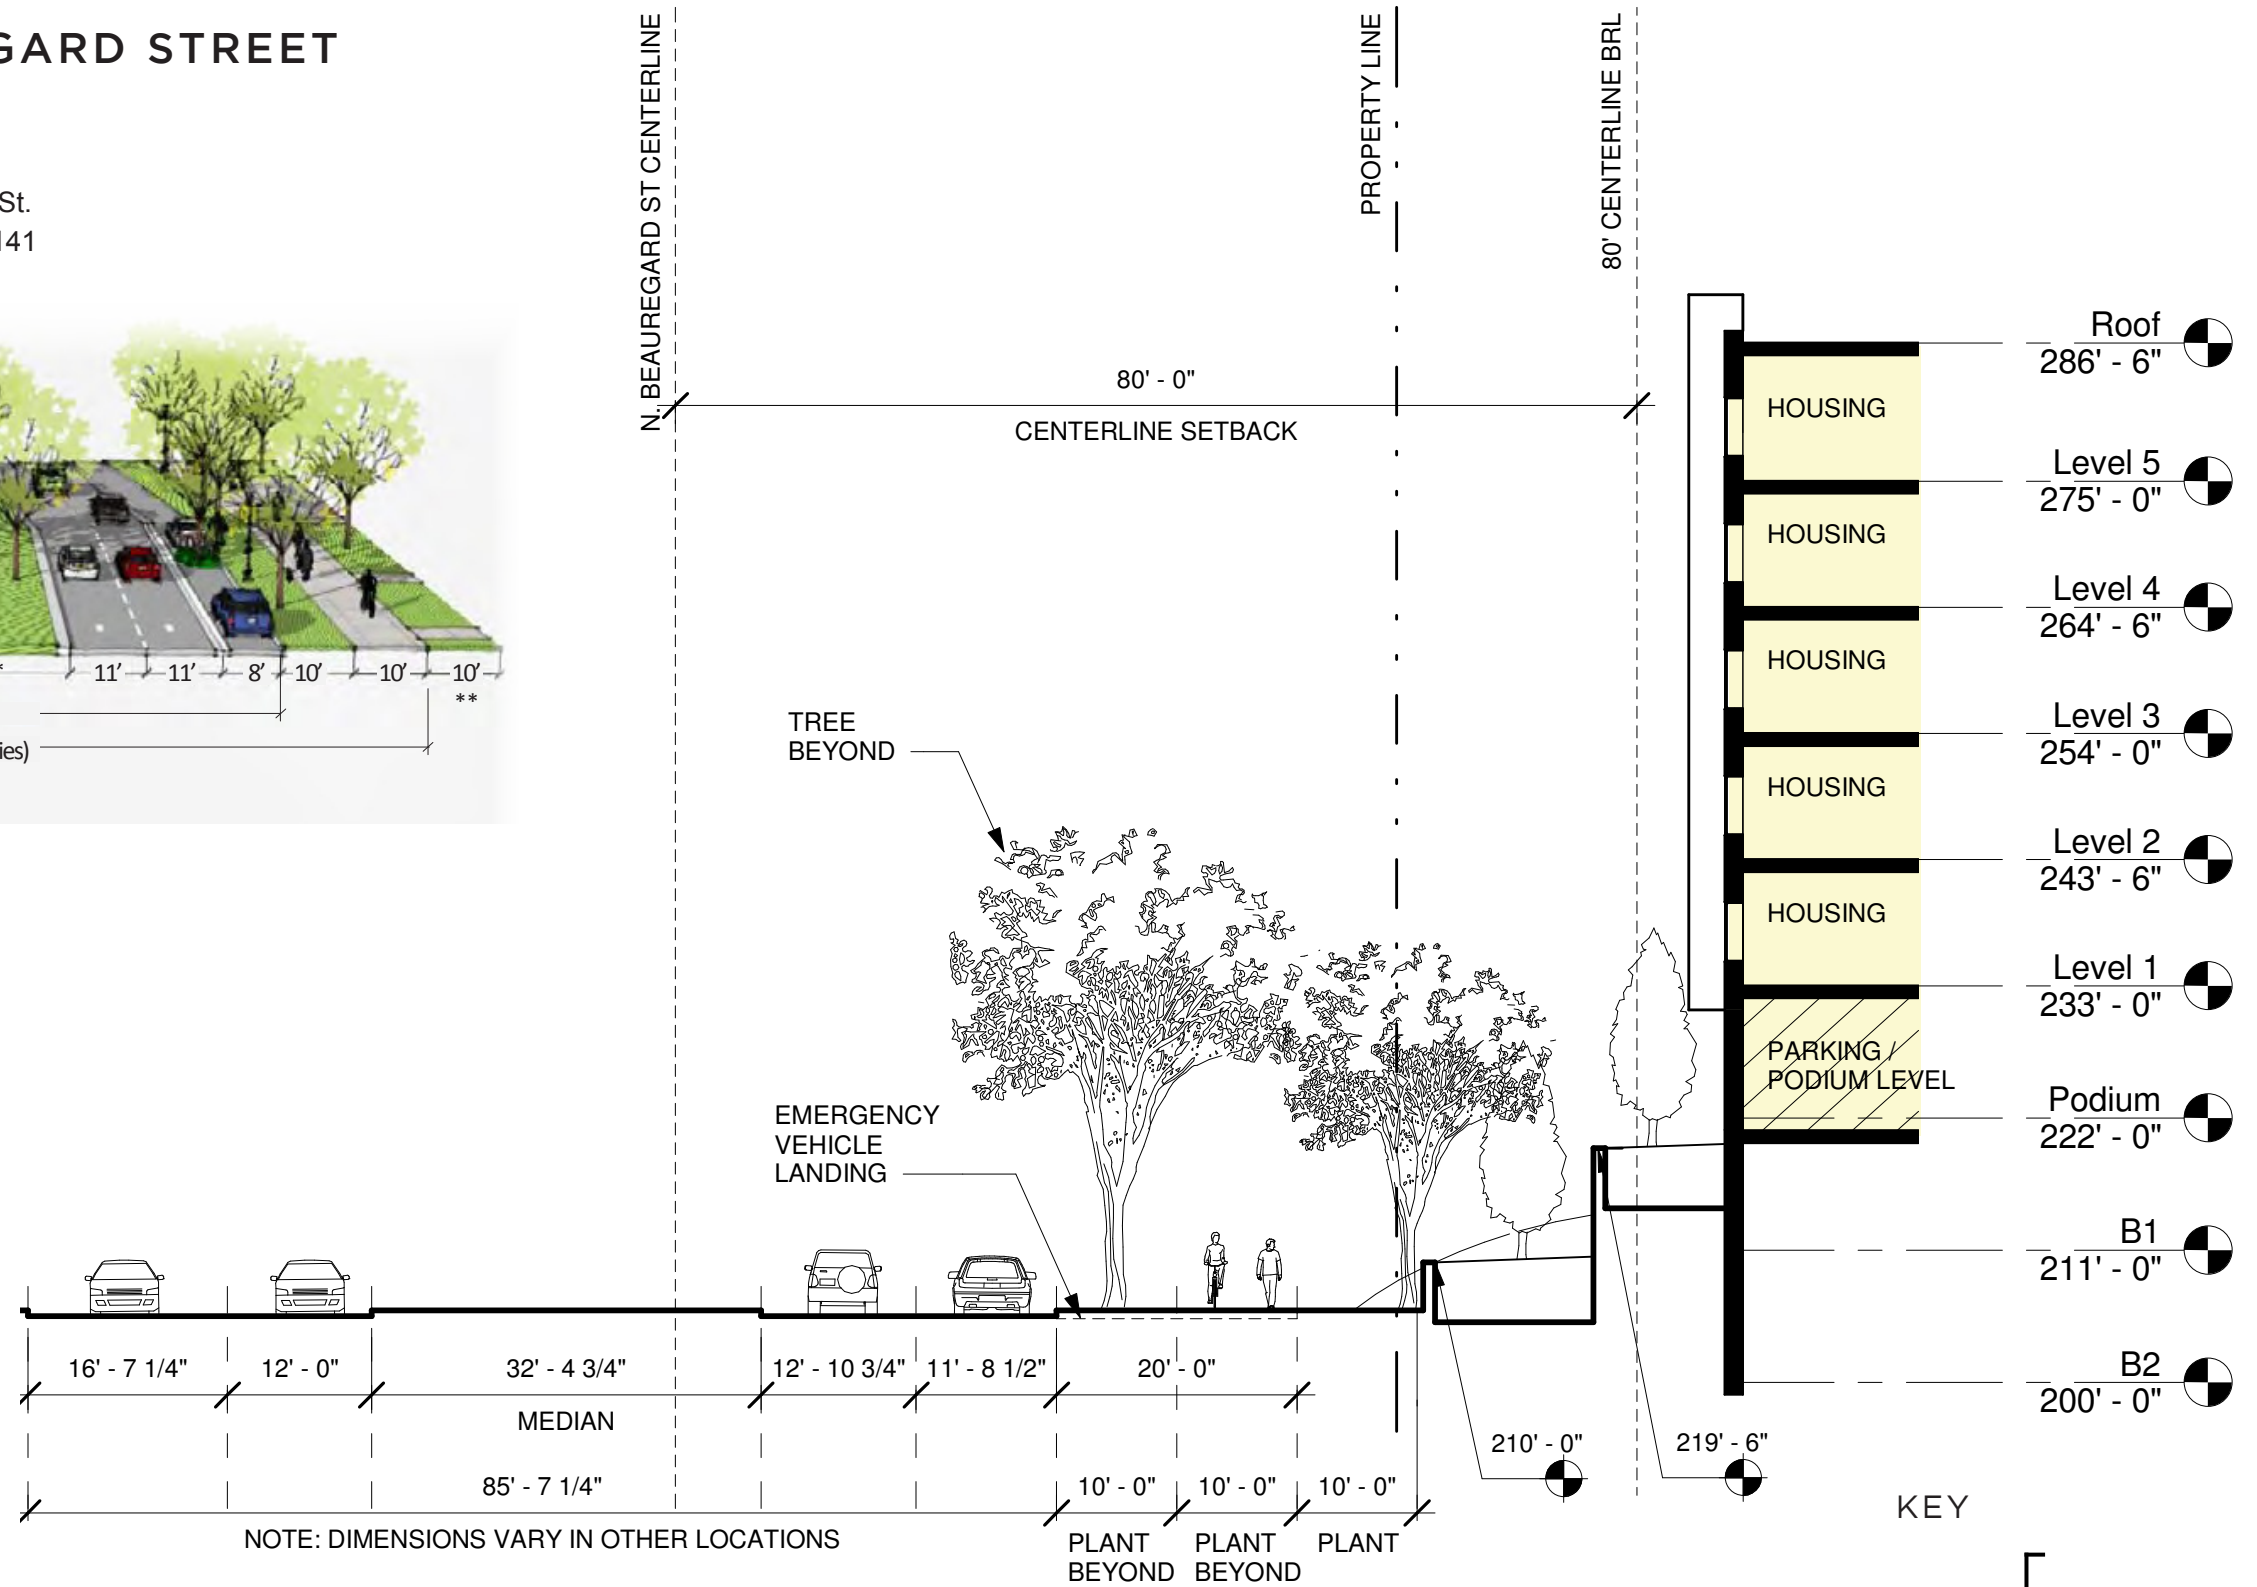 GARD STREET
St.
141
11' 11' 8' 10' 10' 10'
**
ies)
N. BEAUREGARD ST CENTERLINE
PROPERTY LINE
80' CENTERLINE BRL
80' - 0"
CENTERLINE SETBACK
Roof
286' - 6"
HOUSING
Level 5
275' - 0"
HOUSING
Level 4
264' - 6"
HOUSING
Level 3
254' - 0"
HOUSING
Level 2
243' - 6"
HOUSING
Level 1
233' - 0"
PARKING /
PODIUM LEVEL
Podium
222' - 0"
B1
211' - 0"
B2
200' - 0"
TREE
BEYOND
EMERGENCY
VEHICLE
LANDING
16' - 7 1/4" 12' - 0" 32' - 4 3/4" 12' - 10 3/4" 11' - 8 1/2" 20' - 0"
MEDIAN
210' - 0" 219' - 6"
85' - 7 1/4" 10' - 0" 10' - 0" 10' - 0"
NOTE: DIMENSIONS VARY IN OTHER LOCATIONS
PLANT
BEYOND
PLANT
BEYOND
PLANT
KEY